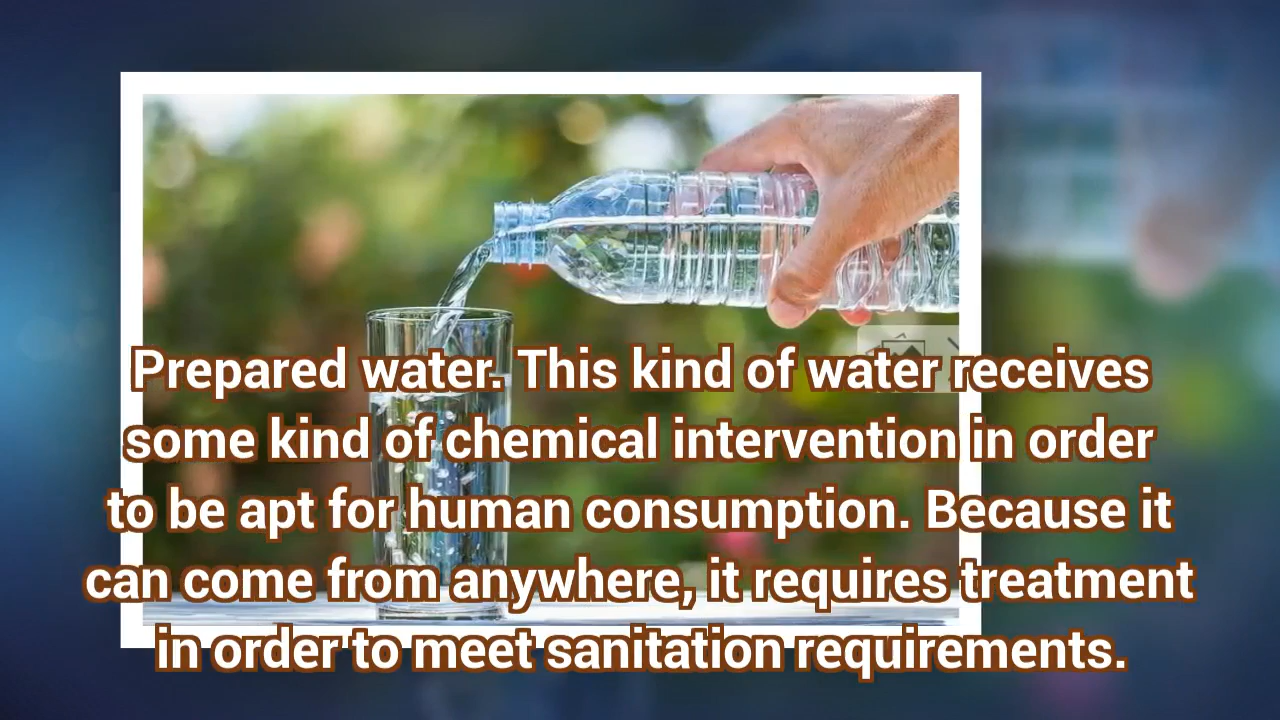 Prepared water. This kind of water receives
some kind of chemical intervention in order
to be apt for human consumption. Because it
can come from anywhere, it requires treatment
in order to meet sanitation requirements.